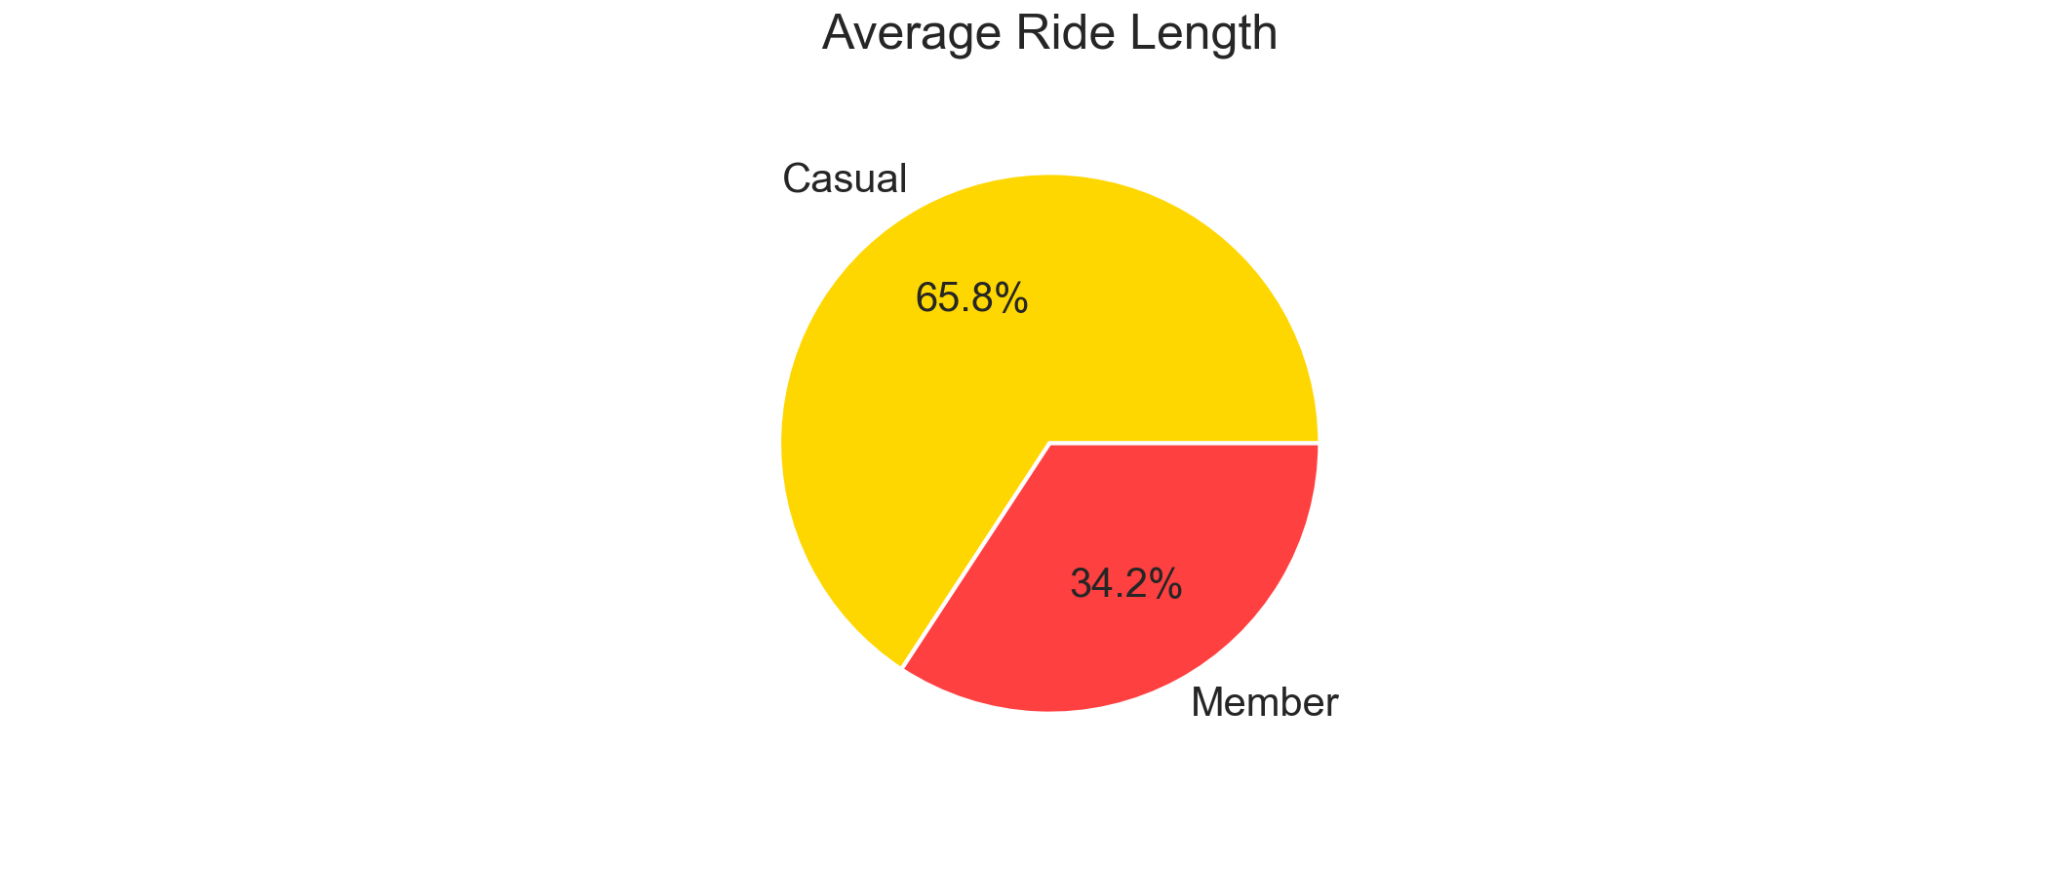 Average Ride Length
Casual
65.8%
34.2%
Member